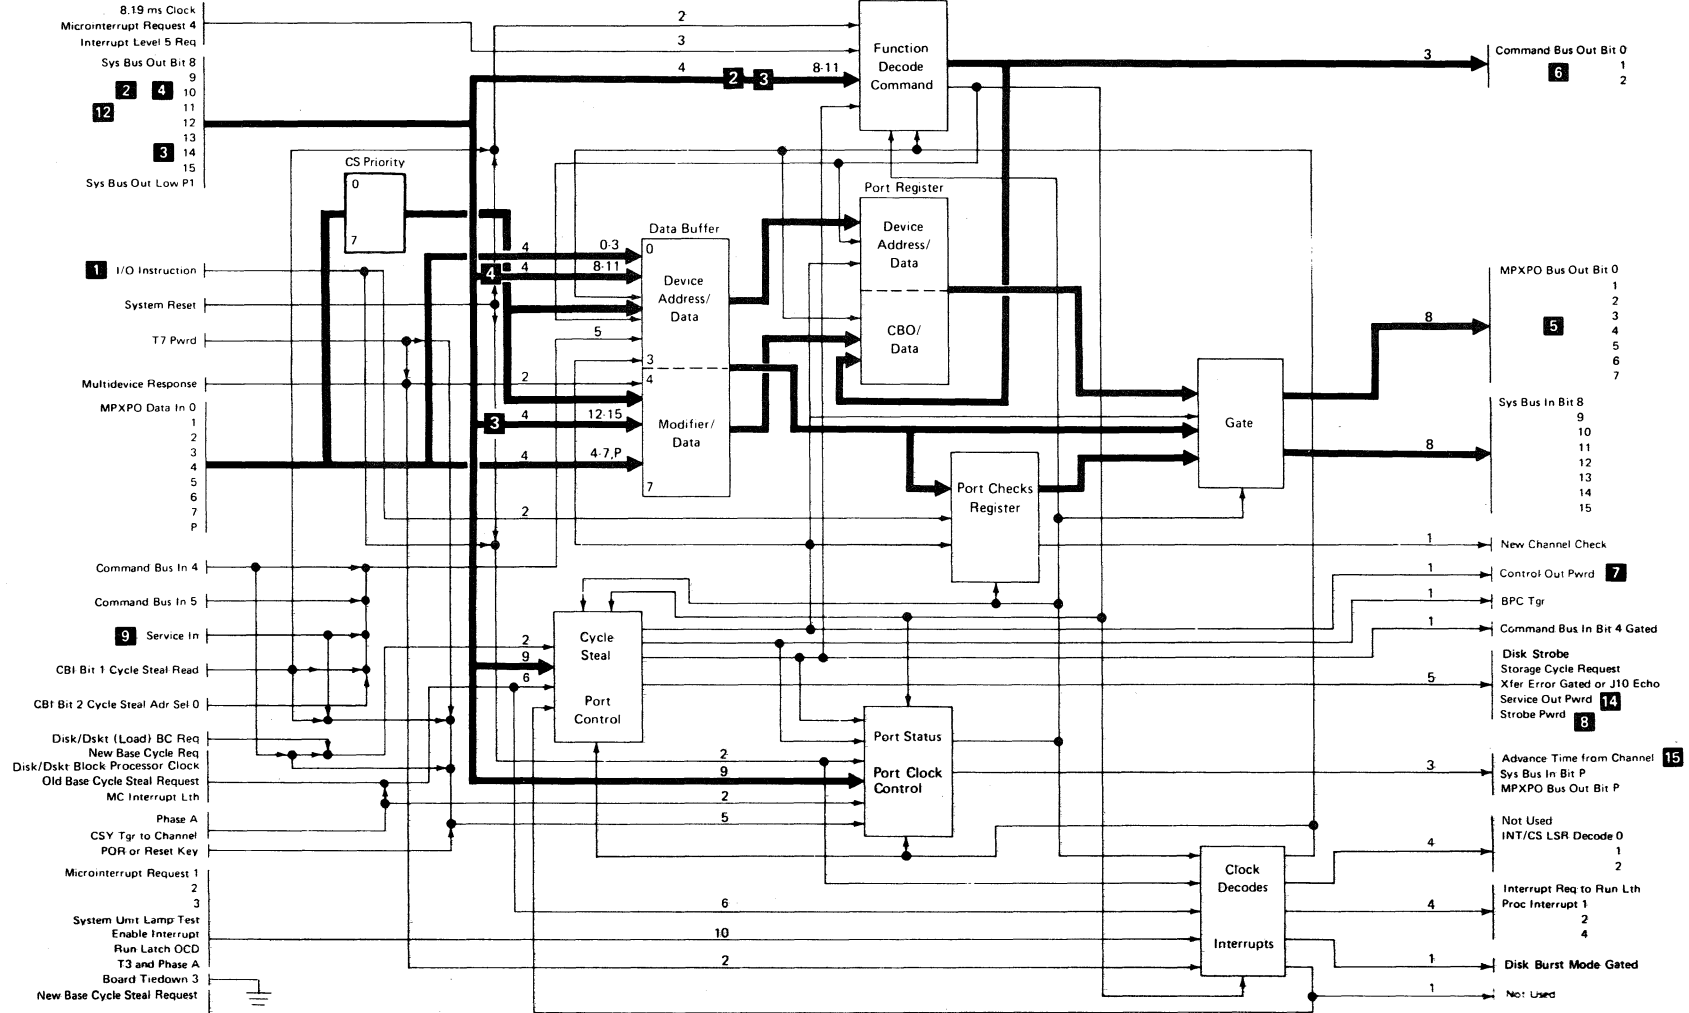 8.19 ms Clock
Microinterrupt Request 4
Interrupt Level 5 Req
Sys Bus Out Bit 8
9
2 4 10
11
12
12
13
3 14
15
Sys Bus Out Low P1
1 I/O Instruction
System Reset
T7 Pwrd
Multidevice Response
MPXPO Data In 0
1
2
3
4
5
6
7
P
Command Bus In 4
Command Bus In 5
9 Service In
CBI Bit 1 Cycle Steal Read
CBI Bit 2 Cycle Steal Adr Sel 0
Disk/Dskt (Load) BC Req
New Base Cycle Req
Disk/Dskt Block Processor Clock
Old Base Cycle Steal Request
MC Interrupt Lth
Phase A
CSY Tgr to Channel
POR or Reset Key
Microinterrupt Request 1
2
3
System Unit Lamp Test
Enable Interrupt
Run Latch OCD
T3 and Phase A
Board Tiedown 3
New Base Cycle Steal Request
CS Priority
0
7
2
3
4 2 3 8-11
Function
Decode
Command
3
Data Buffer
0
Device
Address/
Data
3
4
Modifier/
Data
7
4 0-3
4 4 8-11
5
2
3 4 12-15
4 4-7,P
2
Port Register
Device
Address/
Data
CBO/
Data
Port Checks
Register
Gate
8
8
1
1
1
1
5
Cycle
Steal
Port
Control
2
9
6
Port Status
Port Clock
Control
2
9
2
5
3
Clock
Decodes
Interrupts
6
10
2
4
4
1
1
Command Bus Out Bit 0
6 1
2
MPXPO Bus Out Bit 0
1
2
3
5 4
5
6
7
Sys Bus In Bit 8
9
10
11
12
13
14
15
New Channel Check
Control Out Pwrd 7
BPC Tgr
Command Bus In Bit 4 Gated
Disk Strobe
Storage Cycle Request
Xfer Error Gated or J10 Echo
Service Out Pwrd 14
Strobe Pwrd 8
Advance Time from Channel 15
Sys Bus In Bit P
MPXPO Bus Out Bit P
Not Used
INT/CS LSR Decode 0
1
2
Interrupt Req to Run Lth
Proc Interrupt 1
2
4
Disk Burst Mode Gated
Not Used